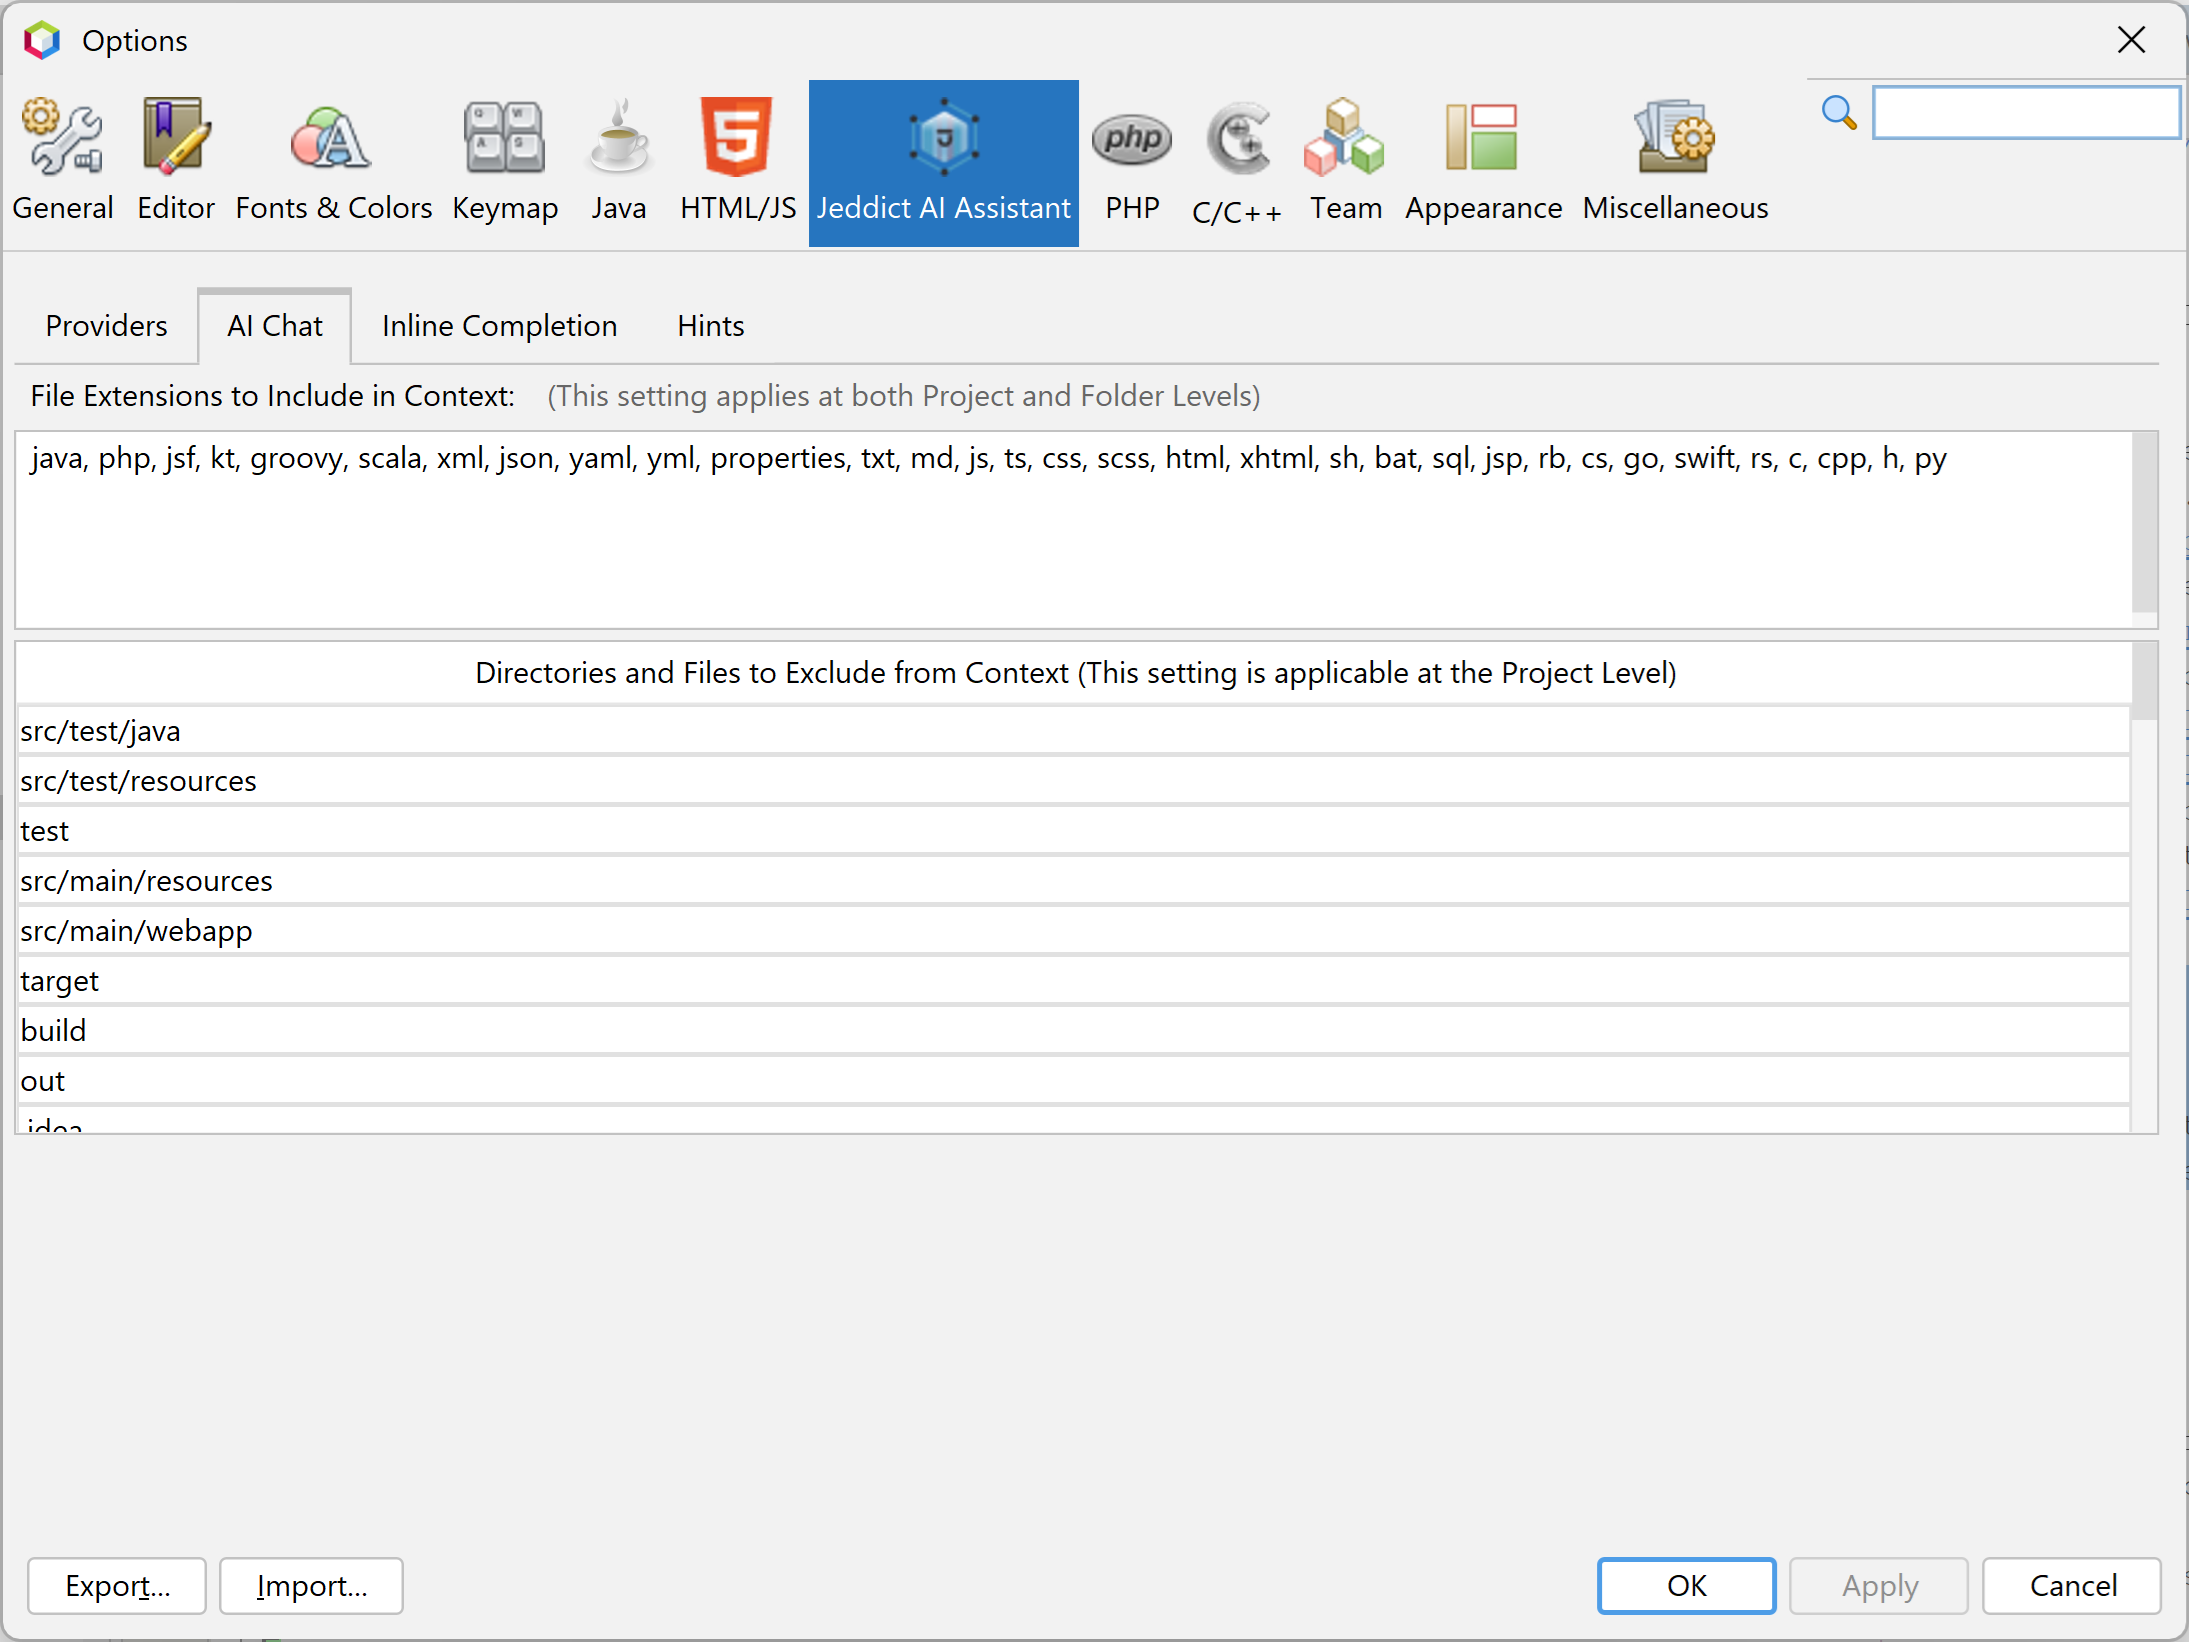 Options
General Editor Fonts & Colors Keymap Java HTML/JS Jeddict AI Assistant PHP C/C++ Team Appearance Miscellaneous
Providers AI Chat Inline Completion Hints
File Extensions to Include in Context: (This setting applies at both Project and Folder Levels)
java, php, jsf, kt, groovy, scala, xml, json, yaml, yml, properties, txt, md, js, ts, css, scss, html, xhtml, sh, bat, sql, jsp, rb, cs, go, swift, rs, c, cpp, h, py
Directories and Files to Exclude from Context (This setting is applicable at the Project Level)
src/test/java
src/test/resources
test
src/main/resources
src/main/webapp
target
build
out
.idea
Export... Import... OK Apply Cancel